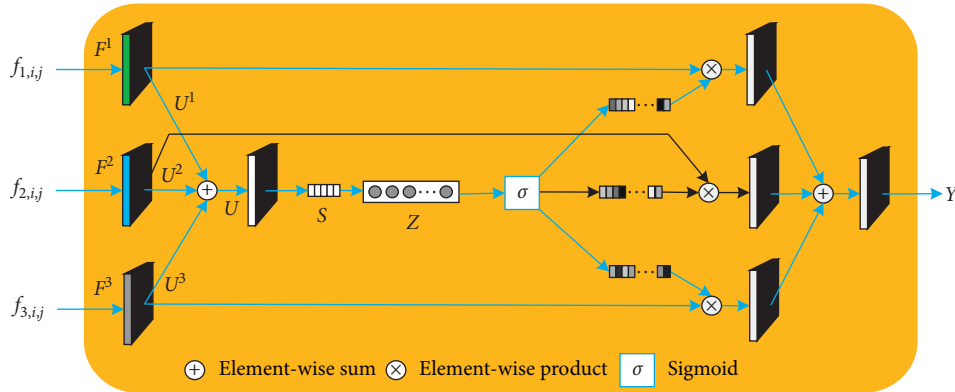 F¹
f₁,ᵢ,ⱼ
U¹
F²
U²
f₂,ᵢ,ⱼ
+
U
S
Z
σ
×
×
×
+
Y
F³
U³
f₃,ᵢ,ⱼ
+ Element-wise sum × Element-wise product σ Sigmoid